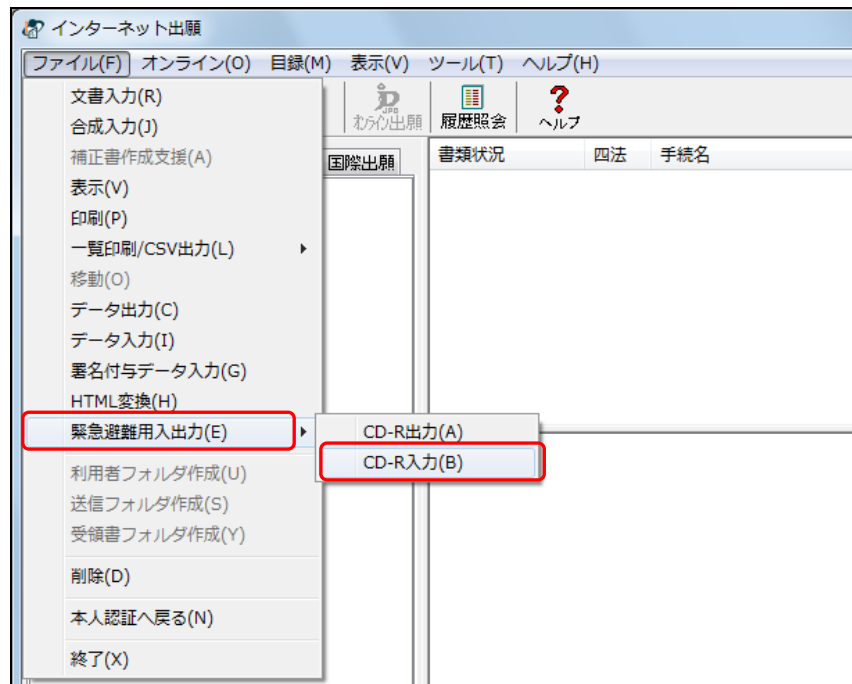 インターネット出願
ファイル(F) オンライン(O) 目録(M) 表示(V) ツール(T) ヘルプ(H)
文書入力(R)
合成入力(J)
補正書作成支援(A)
表示(V)
印刷(P)
一覧印刷/CSV出力(L)
移動(O)
データ出力(C)
データ入力(I)
署名付与データ入力(G)
HTML変換(H)
緊急避難用入出力(E)
利用者フォルダ作成(U)
送信フォルダ作成(S)
受領書フォルダ作成(Y)
削除(D)
本人認証へ戻る(N)
終了(X)
CD-R出力(A)
CD-R入力(B)
オンライン出願 履歴照会 ヘルプ
国際出願
書類状況 四法 手続名